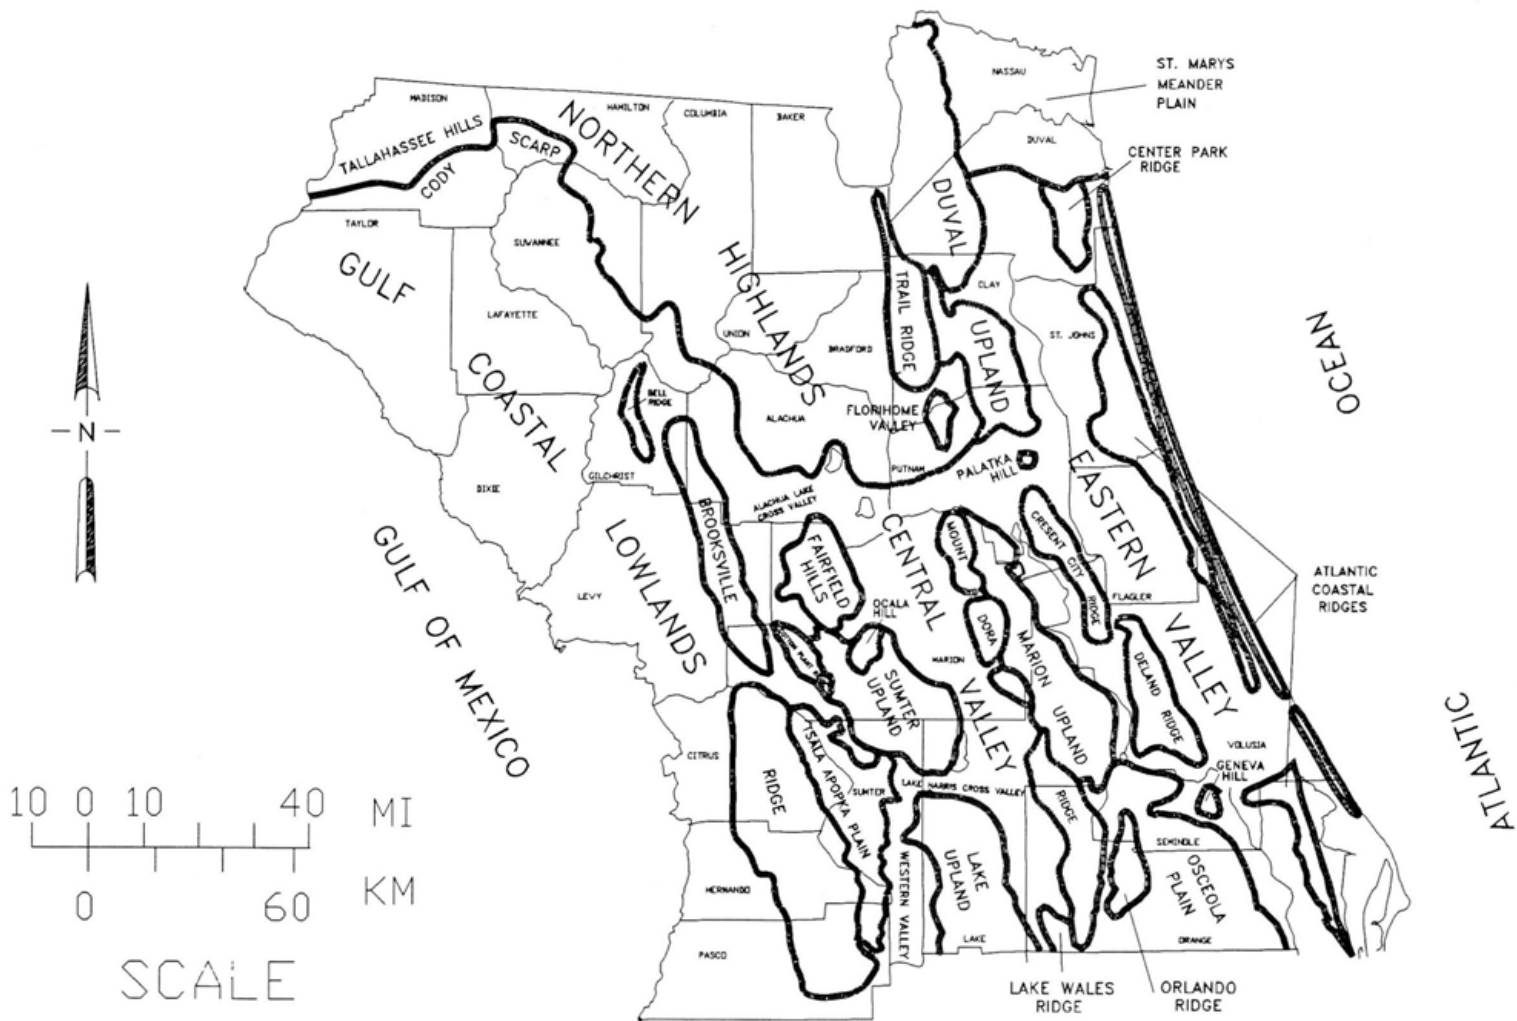 ST. MARYS
MEANDER
PLAIN
NASSAU
MADISON
HAMILTON
COLUMBIA
BAKER
DUVAL
CENTER PARK
RIDGE
NORTHERN
HIGHLANDS
TALLAHASSEE HILLS
CODY
SCARP
DUVAL
UPLAND
TAYLOR
SUWANNEE
GULF
COASTAL
LOWLANDS
TRAIL RIDGE
CLAY
ST. JOHNS
LAFAYETTE
UNION
BRADFORD
OCEAN
BELL
RIDGE
ALACHUA
FLORIHOME
VALLEY
-N-
DIXIE
GILCHRIST
PUTNAM
PALATKA
HILL
EASTERN
VALLEY
ALACHUA LAKE
CROSS VALLEY
BROOKSVILLE
RIDGE
FAIRFIELD
HILLS
CENTRAL
VALLEY
MOUNT
DORA
RIDGE
CRESENT CITY
RIDGE
GULF OF MEXICO
LEVY
OCALA
HILL
FLAGLER
ATLANTIC
COASTAL
RIDGES
MARION
SUMTER
UPLAND
MARION
UPLAND
DELAND
RIDGE
VOLUSIA
GENEVA
HILL
ATLANTIC
CITRUS
TSALA APOPKA PLAIN
SUMTER
LAKE HARRIS CROSS VALLEY
10 0 10 40 MI
0 60 KM
SCALE
SEMINOLE
OSCEOLA
PLAIN
LAKE
UPLAND
WESTERN VALLEY
HERNANDO
PASCO
LAKE
ORANGE
LAKE WALES
RIDGE
ORLANDO
RIDGE